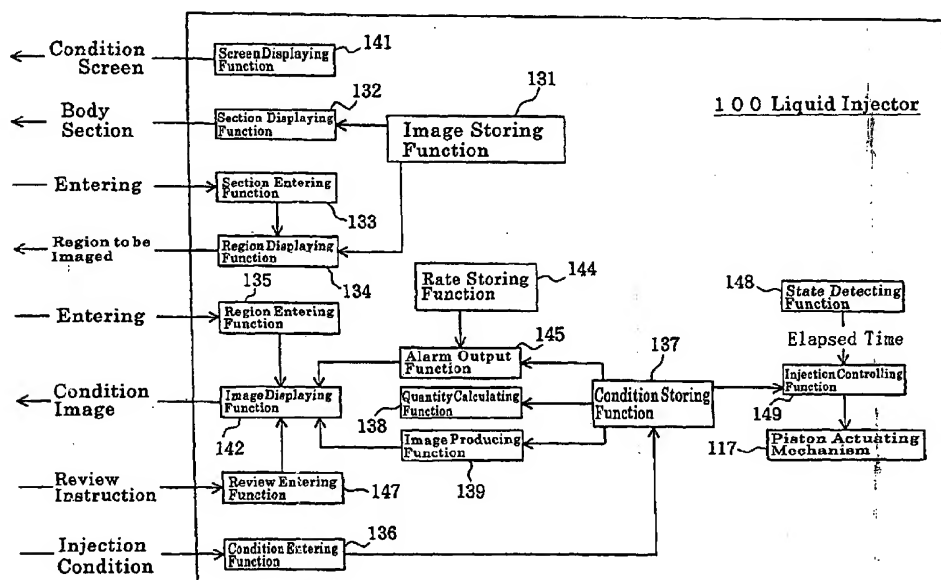 Condition
Screen
Screen Displaying
Function
141
Body
Section
Section Displaying
Function
132
Image Storing
Function
131
100 Liquid Injector
Entering
Section Entering
Function
133
Region to be
Imaged
Region Displaying
Function
134
135
Entering
Region Entering
Function
Rate Storing
Function
144
Alarm Output
Function
145
148
State Detecting
Function
Elapsed Time
Injection Controlling
Function
149
117
Piston Actuating
Mechanism
Condition
Image
Image Displaying
Function
142
Quantity Calculating
Function
138
Image Producing
Function
139
Condition Storing
Function
137
Review
Instruction
Review Entering
Function
147
Injection
Condition
Condition Entering
Function
136